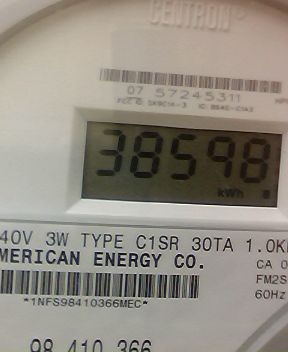 CENTRON®
07 57245311
38598
kWh
40V 3W TYPE C1SR 30TA 1.0K
MERICAN ENERGY CO.
CA 0
FM2S
*1NFS98410366MEC*
60Hz
98 410 366